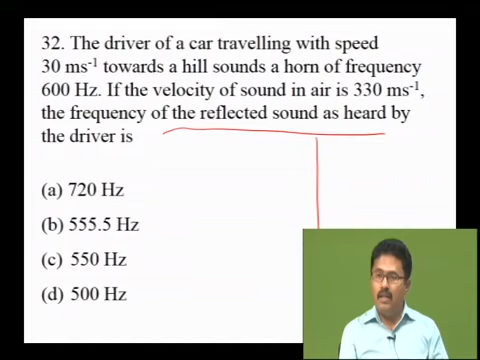 32. The driver of a car travelling with speed
30 ms⁻¹ towards a hill sounds a horn of frequency
600 Hz. If the velocity of sound in air is 330 ms⁻¹,
the frequency of the reflected sound as heard by
the driver is
(a) 720 Hz
(b) 555.5 Hz
(c) 550 Hz
(d) 500 Hz